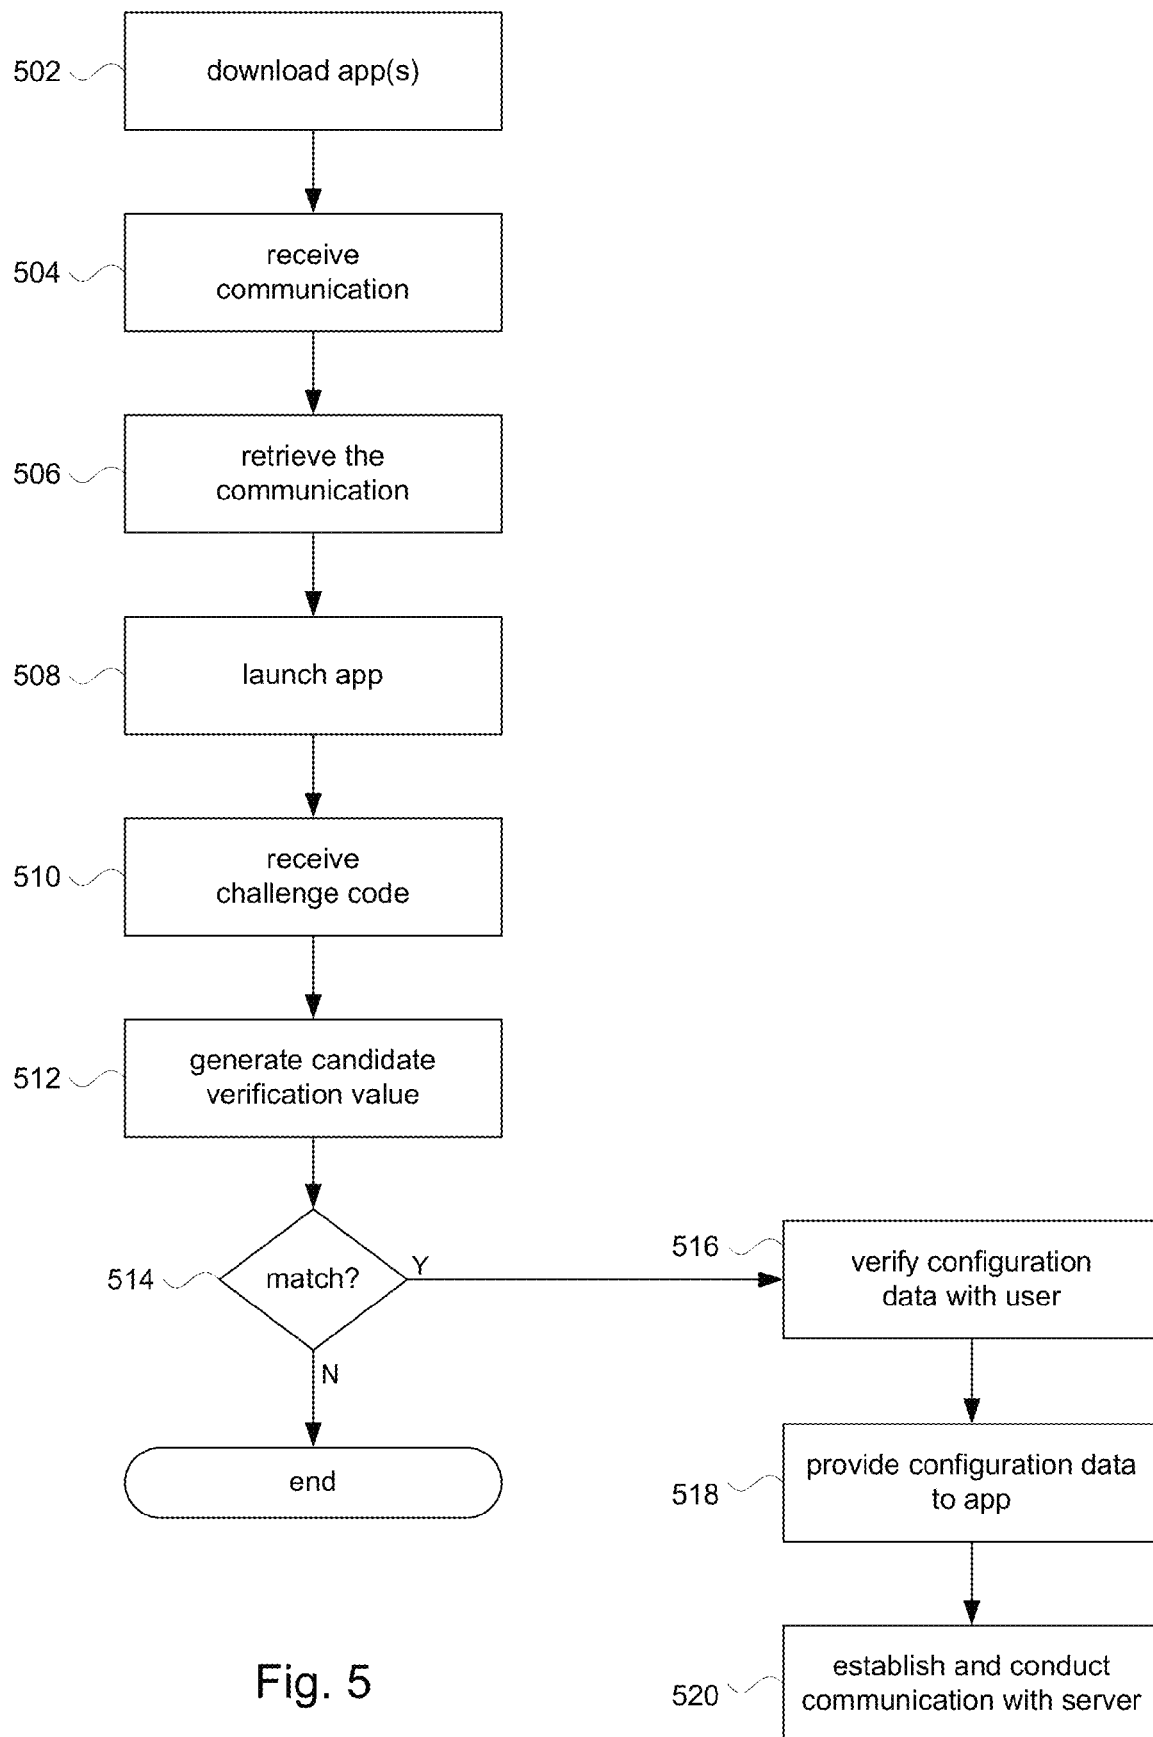 502
download app(s)
504
receive
communication
506
retrieve the
communication
508
launch app
510
receive
challenge code
512
generate candidate
verification value
514
match?
Y
N
end
516
verify configuration
data with user
518
provide configuration data
to app
520
establish and conduct
communication with server
Fig. 5